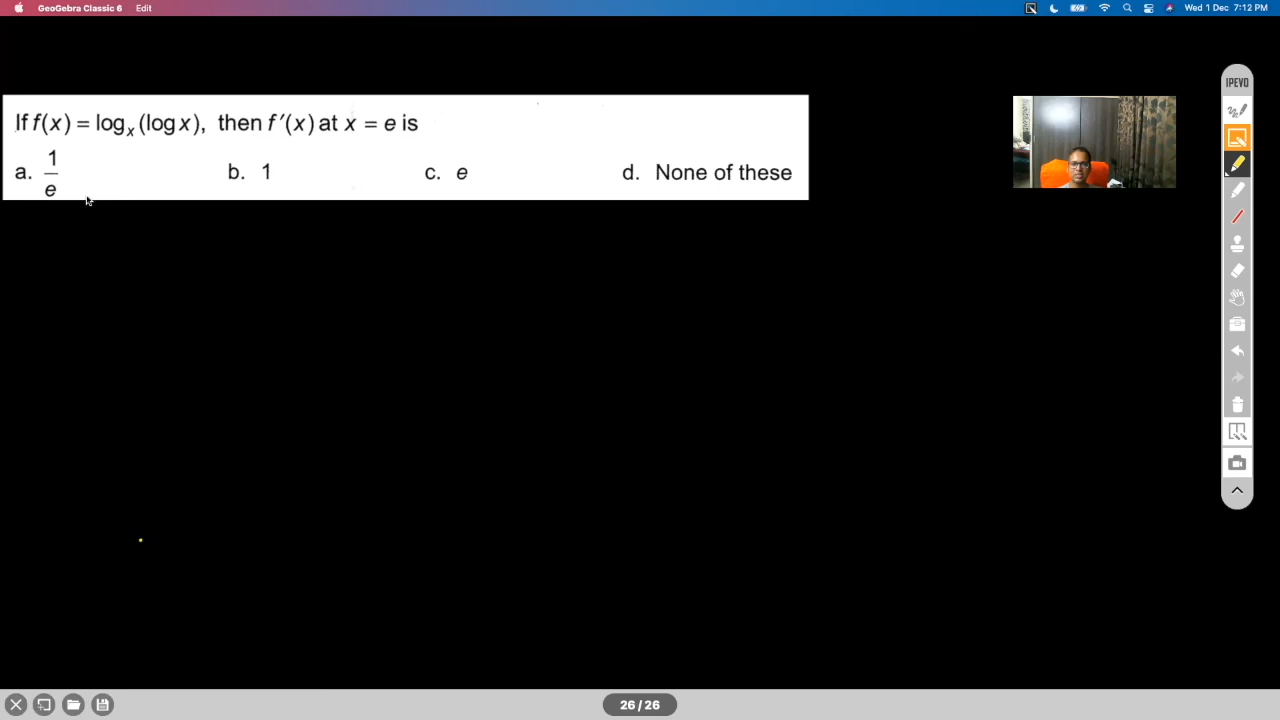 GeoGebra Classic 6 Edit Wed 1 Dec 7:12 PM
IPEVO
If f(x) = logₓ (log x), then f ′(x) at x = e is
a. 1/e b. 1 c. e d. None of these
26 / 26